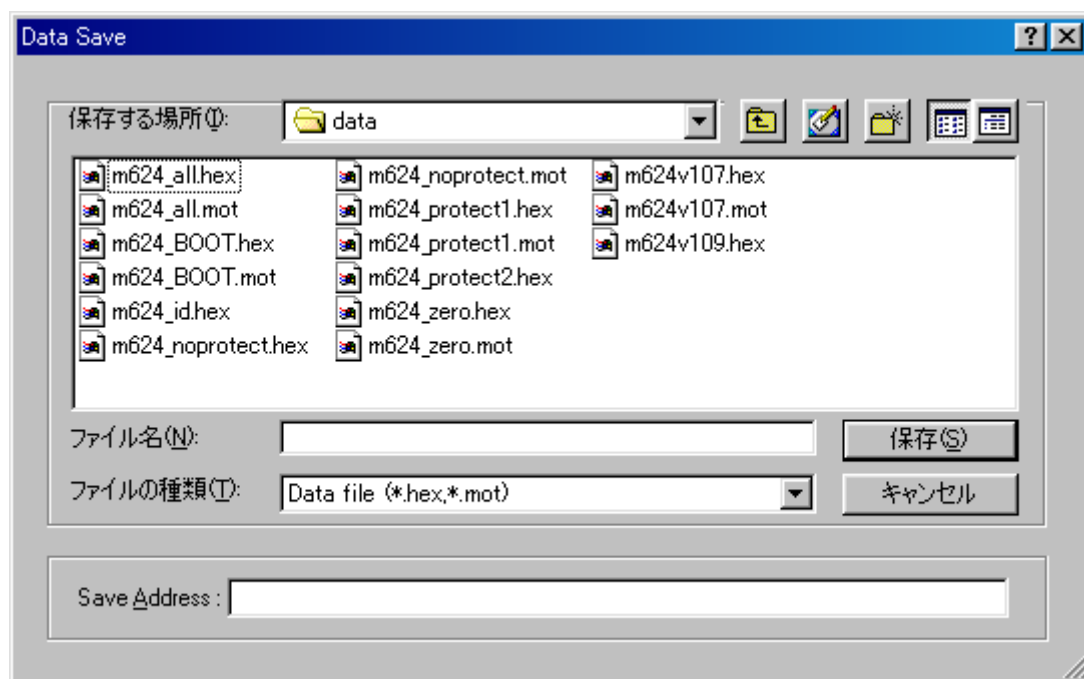 Data Save
保存する場所(I):
data
m624_all.hex
m624_all.mot
m624_BOOT.hex
m624_BOOT.mot
m624_id.hex
m624_noprotect.hex
m624_noprotect.mot
m624_protect1.hex
m624_protect1.mot
m624_protect2.hex
m624_zero.hex
m624_zero.mot
m624v107.hex
m624v107.mot
m624v109.hex
ファイル名(N):
保存(S)
ファイルの種類(T):
Data file (*.hex,*.mot)
キャンセル
Save Address :